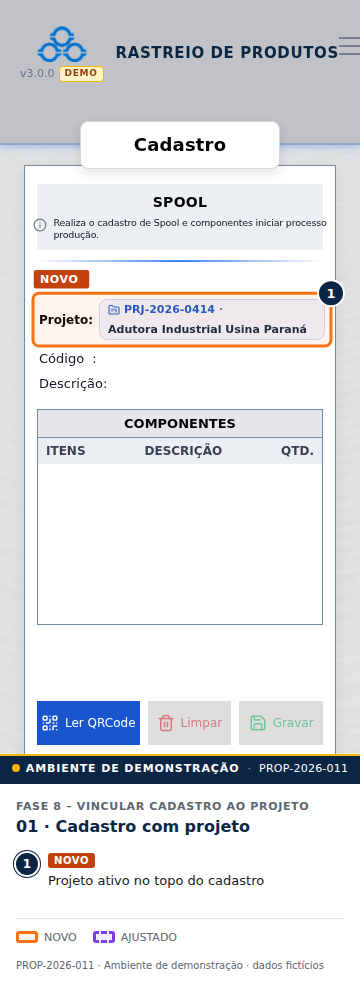 RASTREIO DE PRODUTOS
v3.0.0 DEMO
Cadastro
SPOOL
Realiza o cadastro de Spool e componentes iniciar processo
produção.
NOVO
1
Projeto: PRJ-2026-0414 ·
Adutora Industrial Usina Paraná
Código :
Descrição:
COMPONENTES
ITENS DESCRIÇÃO QTD.
Ler QRCode Limpar Gravar
AMBIENTE DE DEMONSTRAÇÃO · PROP-2026-011
FASE 8 – VINCULAR CADASTRO AO PROJETO
01 · Cadastro com projeto
1 NOVO
Projeto ativo no topo do cadastro
NOVO AJUSTADO
PROP-2026-011 · Ambiente de demonstração · dados fictícios